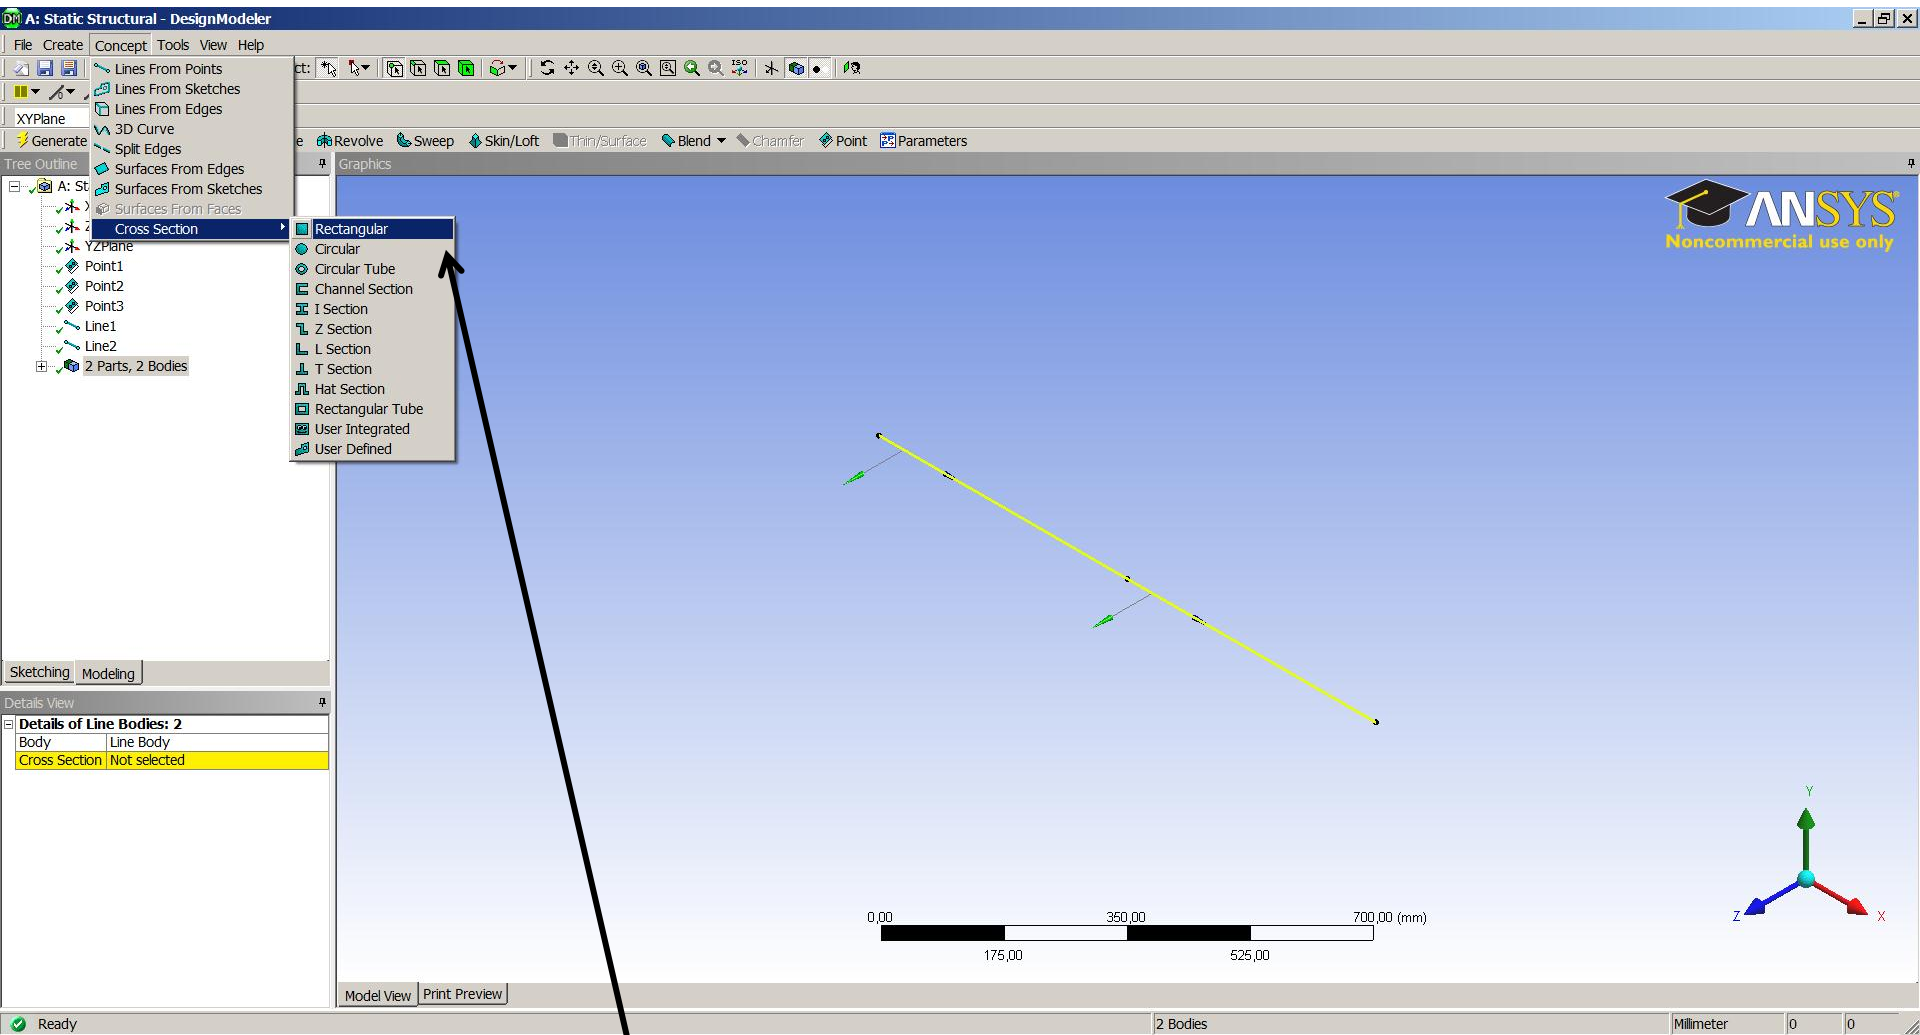 A: Static Structural - DesignModeler
File Create Concept Tools View Help
Lines From Points
Lines From Sketches
Lines From Edges
3D Curve
Split Edges
Surfaces From Edges
Surfaces From Sketches
Surfaces From Faces
Cross Section
Rectangular
Circular
Circular Tube
Channel Section
I Section
Z Section
L Section
T Section
Hat Section
Rectangular Tube
User Integrated
User Defined
ct:
ISO
XYPlane
Generate
e Revolve Sweep Skin/Loft Thin/Surface Blend Chamfer Point Parameters
Tree Outline
Graphics
A: St
YZPlane
Point1
Point2
Point3
Line1
Line2
2 Parts, 2 Bodies
Sketching Modeling
Details View
Details of Line Bodies: 2
Body Line Body
Cross Section Not selected
ANSYS
Noncommercial use only
Y
Z
X
0,00 350,00 700,00 (mm)
175,00 525,00
Model View Print Preview
Ready 2 Bodies Millimeter 0 0